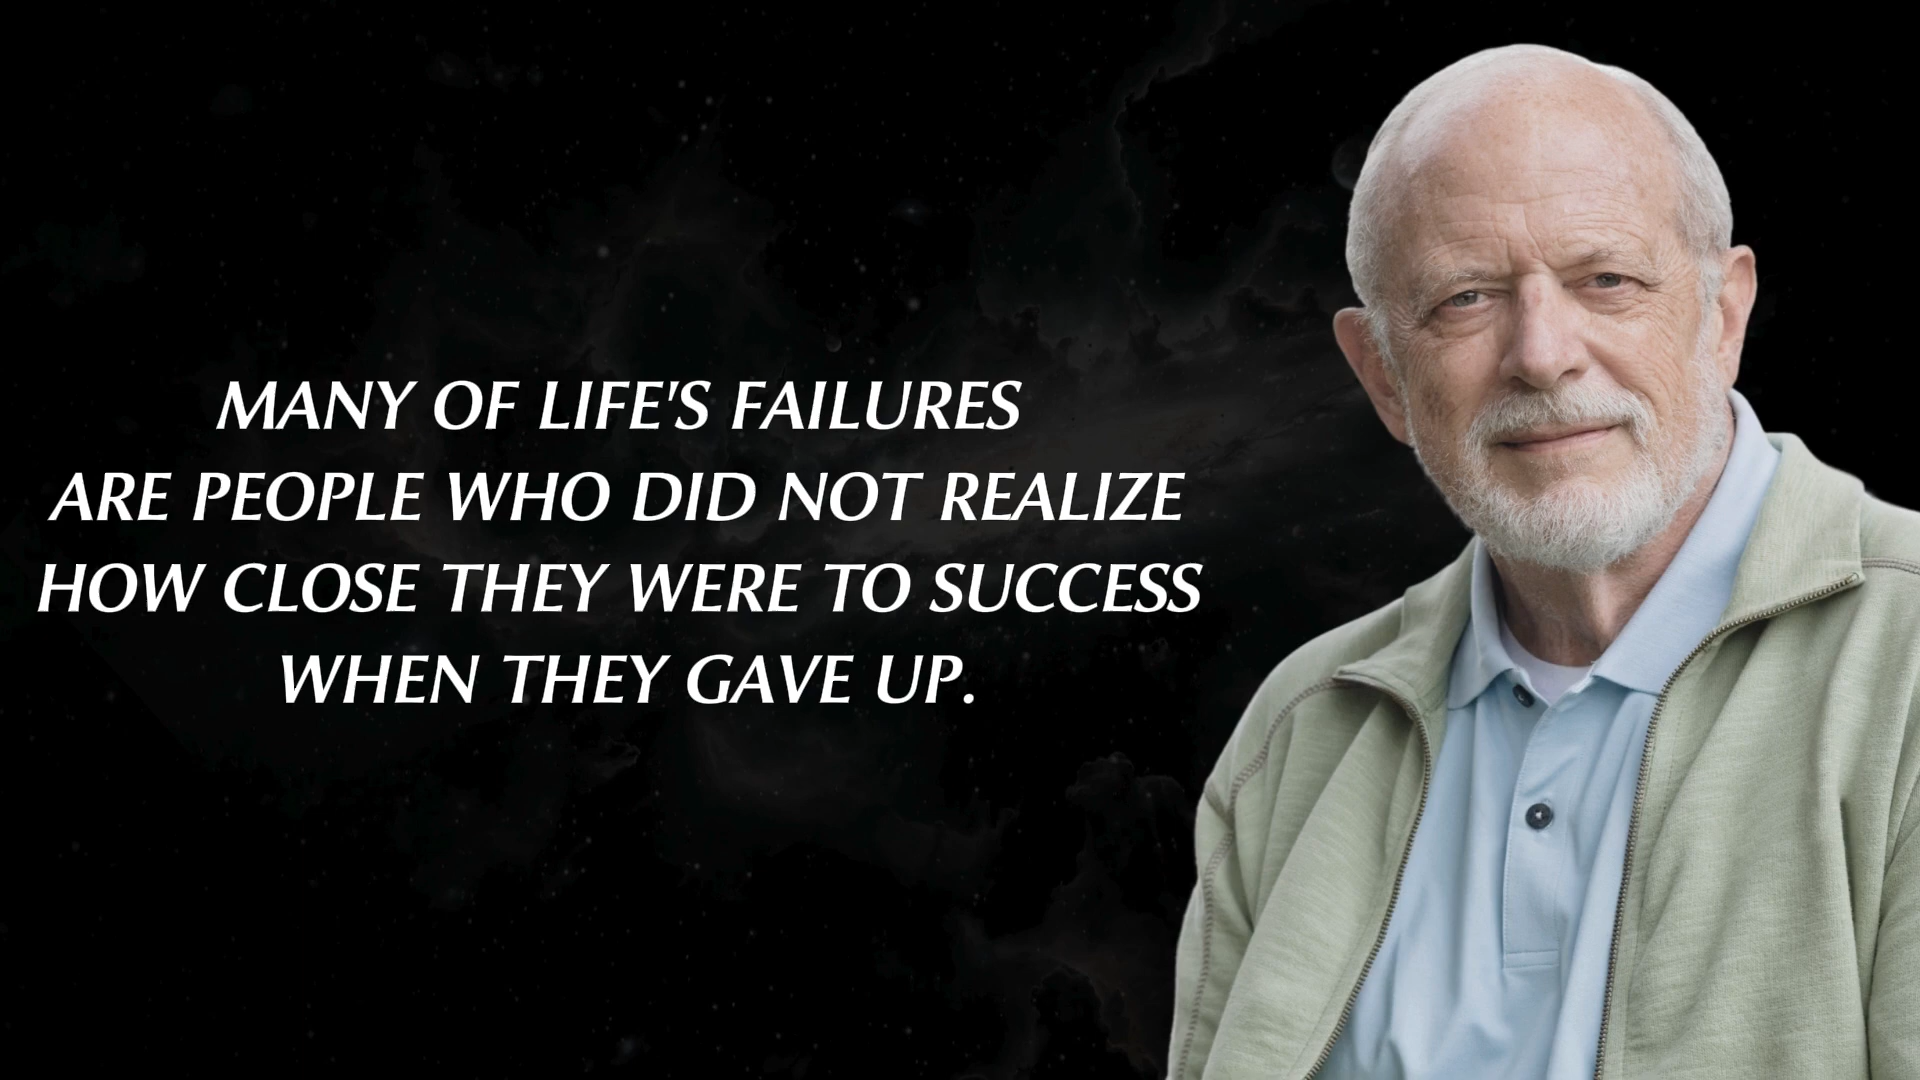 MANY OF LIFE'S FAILURES
ARE PEOPLE WHO DID NOT REALIZE
HOW CLOSE THEY WERE TO SUCCESS
WHEN THEY GAVE UP.